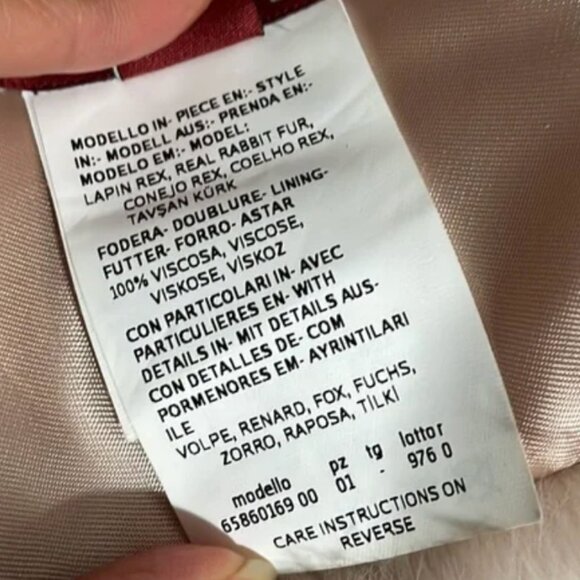 MODELLO IN- PIECE EN:- STYLE
IN:- MODELL AUS:- PRENDA EN:-
MODELO EM:- MODEL:
LAPIN REX, REAL RABBIT FUR,
CONEJO REX, COELHO REX,
TAVŞAN KÜRK
FODERA- DOUBLURE- LINING-
FUTTER- FORRO- ASTAR
100% VISCOSA, VISCOSE,
VISKOSE, VISKOZ
CON PARTICOLARI IN- AVEC
PARTICULIERES EN- WITH
DETAILS IN- MIT DETAILS AUS-
CON DETALLES DE- COM
PORMENORES EM- AYRINTILARI
ILE
VOLPE, RENARD, FOX, FUCHS,
ZORRO, RAPOSA, TİLKİ
modello pz tg lottor
65860169 00 01 - 976 0
CARE INSTRUCTIONS ON
REVERSE